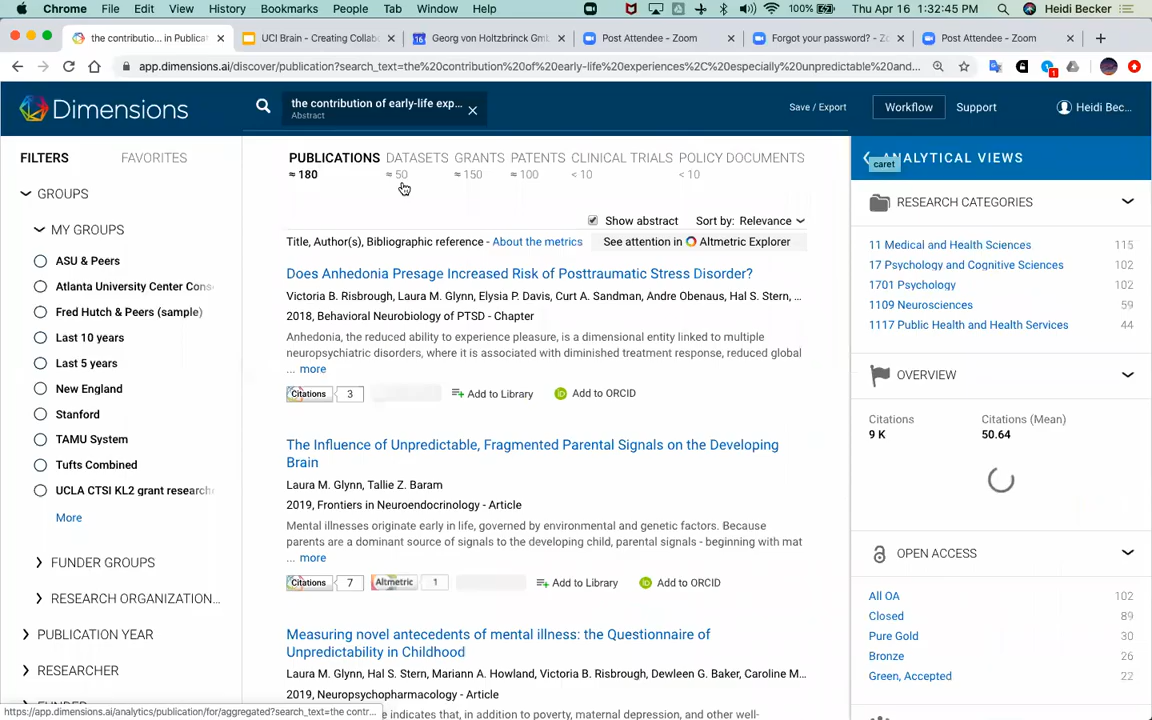 Chrome File Edit View History Bookmarks People Tab Window Help 100% Thu Apr 16 1:32:45 PM Heidi Becker
the contributio... in Publicat UCI Brain - Creating Collab Georg von Holtzbrinck Gm Post Attendee - Zoom Forgot your password? - Z Post Attendee - Zoom
app.dimensions.ai/discover/publication?search_text=the%20contribution%20of%20early-life%20experiences%2C%20especially%20unpredictable%20and...
Dimensions
the contribution of early-life exp...
Abstract
Save / Export Workflow Support Heidi Bec...
FILTERS FAVORITES
GROUPS
MY GROUPS
ASU & Peers
Atlanta University Center Cons
Fred Hutch & Peers (sample)
Last 10 years
Last 5 years
New England
Stanford
TAMU System
Tufts Combined
UCLA CTSI KL2 grant research
More
FUNDER GROUPS
RESEARCH ORGANIZATION...
PUBLICATION YEAR
RESEARCHER
PUBLICATIONS DATASETS GRANTS PATENTS CLINICAL TRIALS POLICY DOCUMENTS
≈ 180 ≈ 50 ≈ 150 ≈ 100 < 10 < 10
Show abstract Sort by: Relevance
Title, Author(s), Bibliographic reference - About the metrics See attention in Altmetric Explorer
Does Anhedonia Presage Increased Risk of Posttraumatic Stress Disorder?
Victoria B. Risbrough, Laura M. Glynn, Elysia P. Davis, Curt A. Sandman, Andre Obenaus, Hal S. Stern, ...
2018, Behavioral Neurobiology of PTSD - Chapter
Anhedonia, the reduced ability to experience pleasure, is a dimensional entity linked to multiple
neuropsychiatric disorders, where it is associated with diminished treatment response, reduced global
... more
Citations 3 Add to Library iD Add to ORCID
The Influence of Unpredictable, Fragmented Parental Signals on the Developing
Brain
Laura M. Glynn, Tallie Z. Baram
2019, Frontiers in Neuroendocrinology - Article
Mental illnesses originate early in life, governed by environmental and genetic factors. Because
parents are a dominant source of signals to the developing child, parental signals - beginning with mat
... more
Citations 7 Altmetric 1 Add to Library iD Add to ORCID
Measuring novel antecedents of mental illness: the Questionnaire of
Unpredictability in Childhood
Laura M. Glynn, Hal S. Stern, Mariann A. Howland, Victoria B. Risbrough, Dewleen G. Baker, Caroline M...
2019, Neuropsychopharmacology - Article
e indicates that, in addition to poverty, maternal depression, and other well-
https://app.dimensions.ai/analytics/publication/for/aggregated?search_text=the contr...
ANALYTICAL VIEWS
caret
RESEARCH CATEGORIES
11 Medical and Health Sciences 115
17 Psychology and Cognitive Sciences 102
1701 Psychology 102
1109 Neurosciences 59
1117 Public Health and Health Services 44
OVERVIEW
Citations Citations (Mean)
9 K 50.64
OPEN ACCESS
All OA 102
Closed 89
Pure Gold 30
Bronze 26
Green, Accepted 22